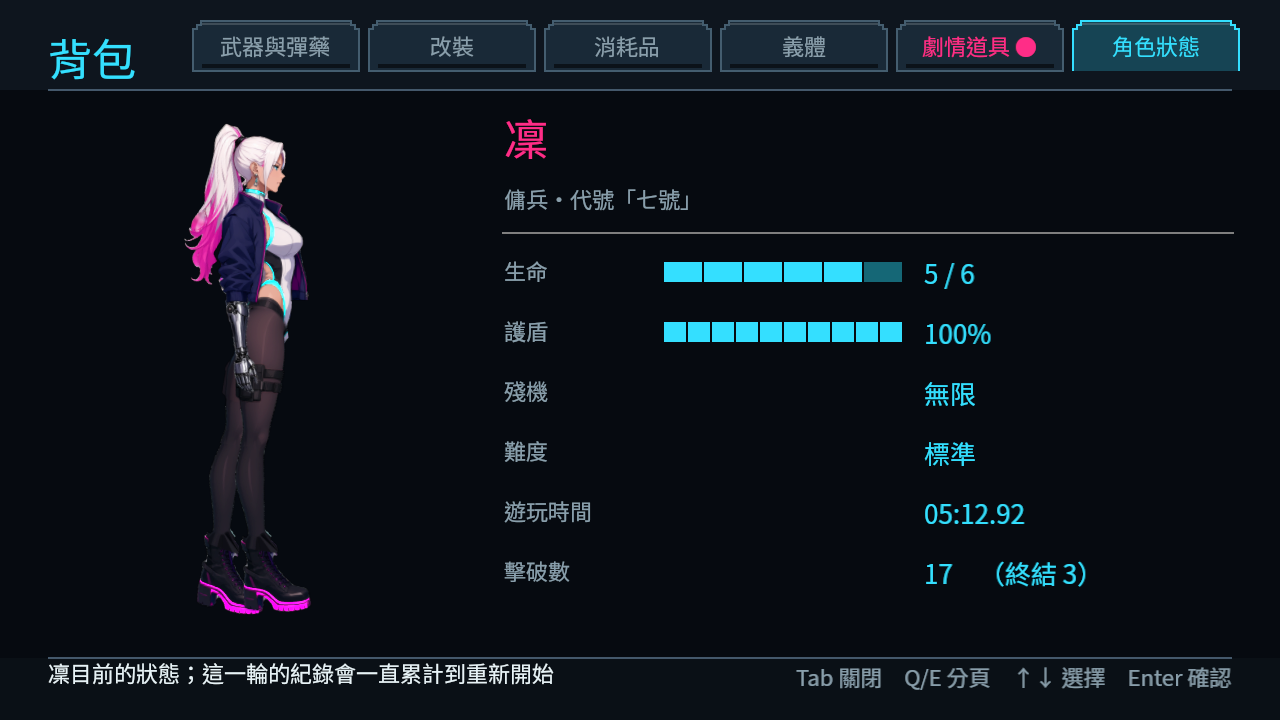 背包
武器與彈藥
改裝
消耗品
義體
劇情道具
角色狀態
凜
傭兵・代號「七號」
生命 5 / 6
護盾 100%
殘機 無限
難度 標準
遊玩時間 05:12.92
擊破數 17 （終結 3）
凜目前的狀態；這一輪的紀錄會一直累計到重新開始
Tab 關閉 Q/E 分頁 ↑↓ 選擇 Enter 確認